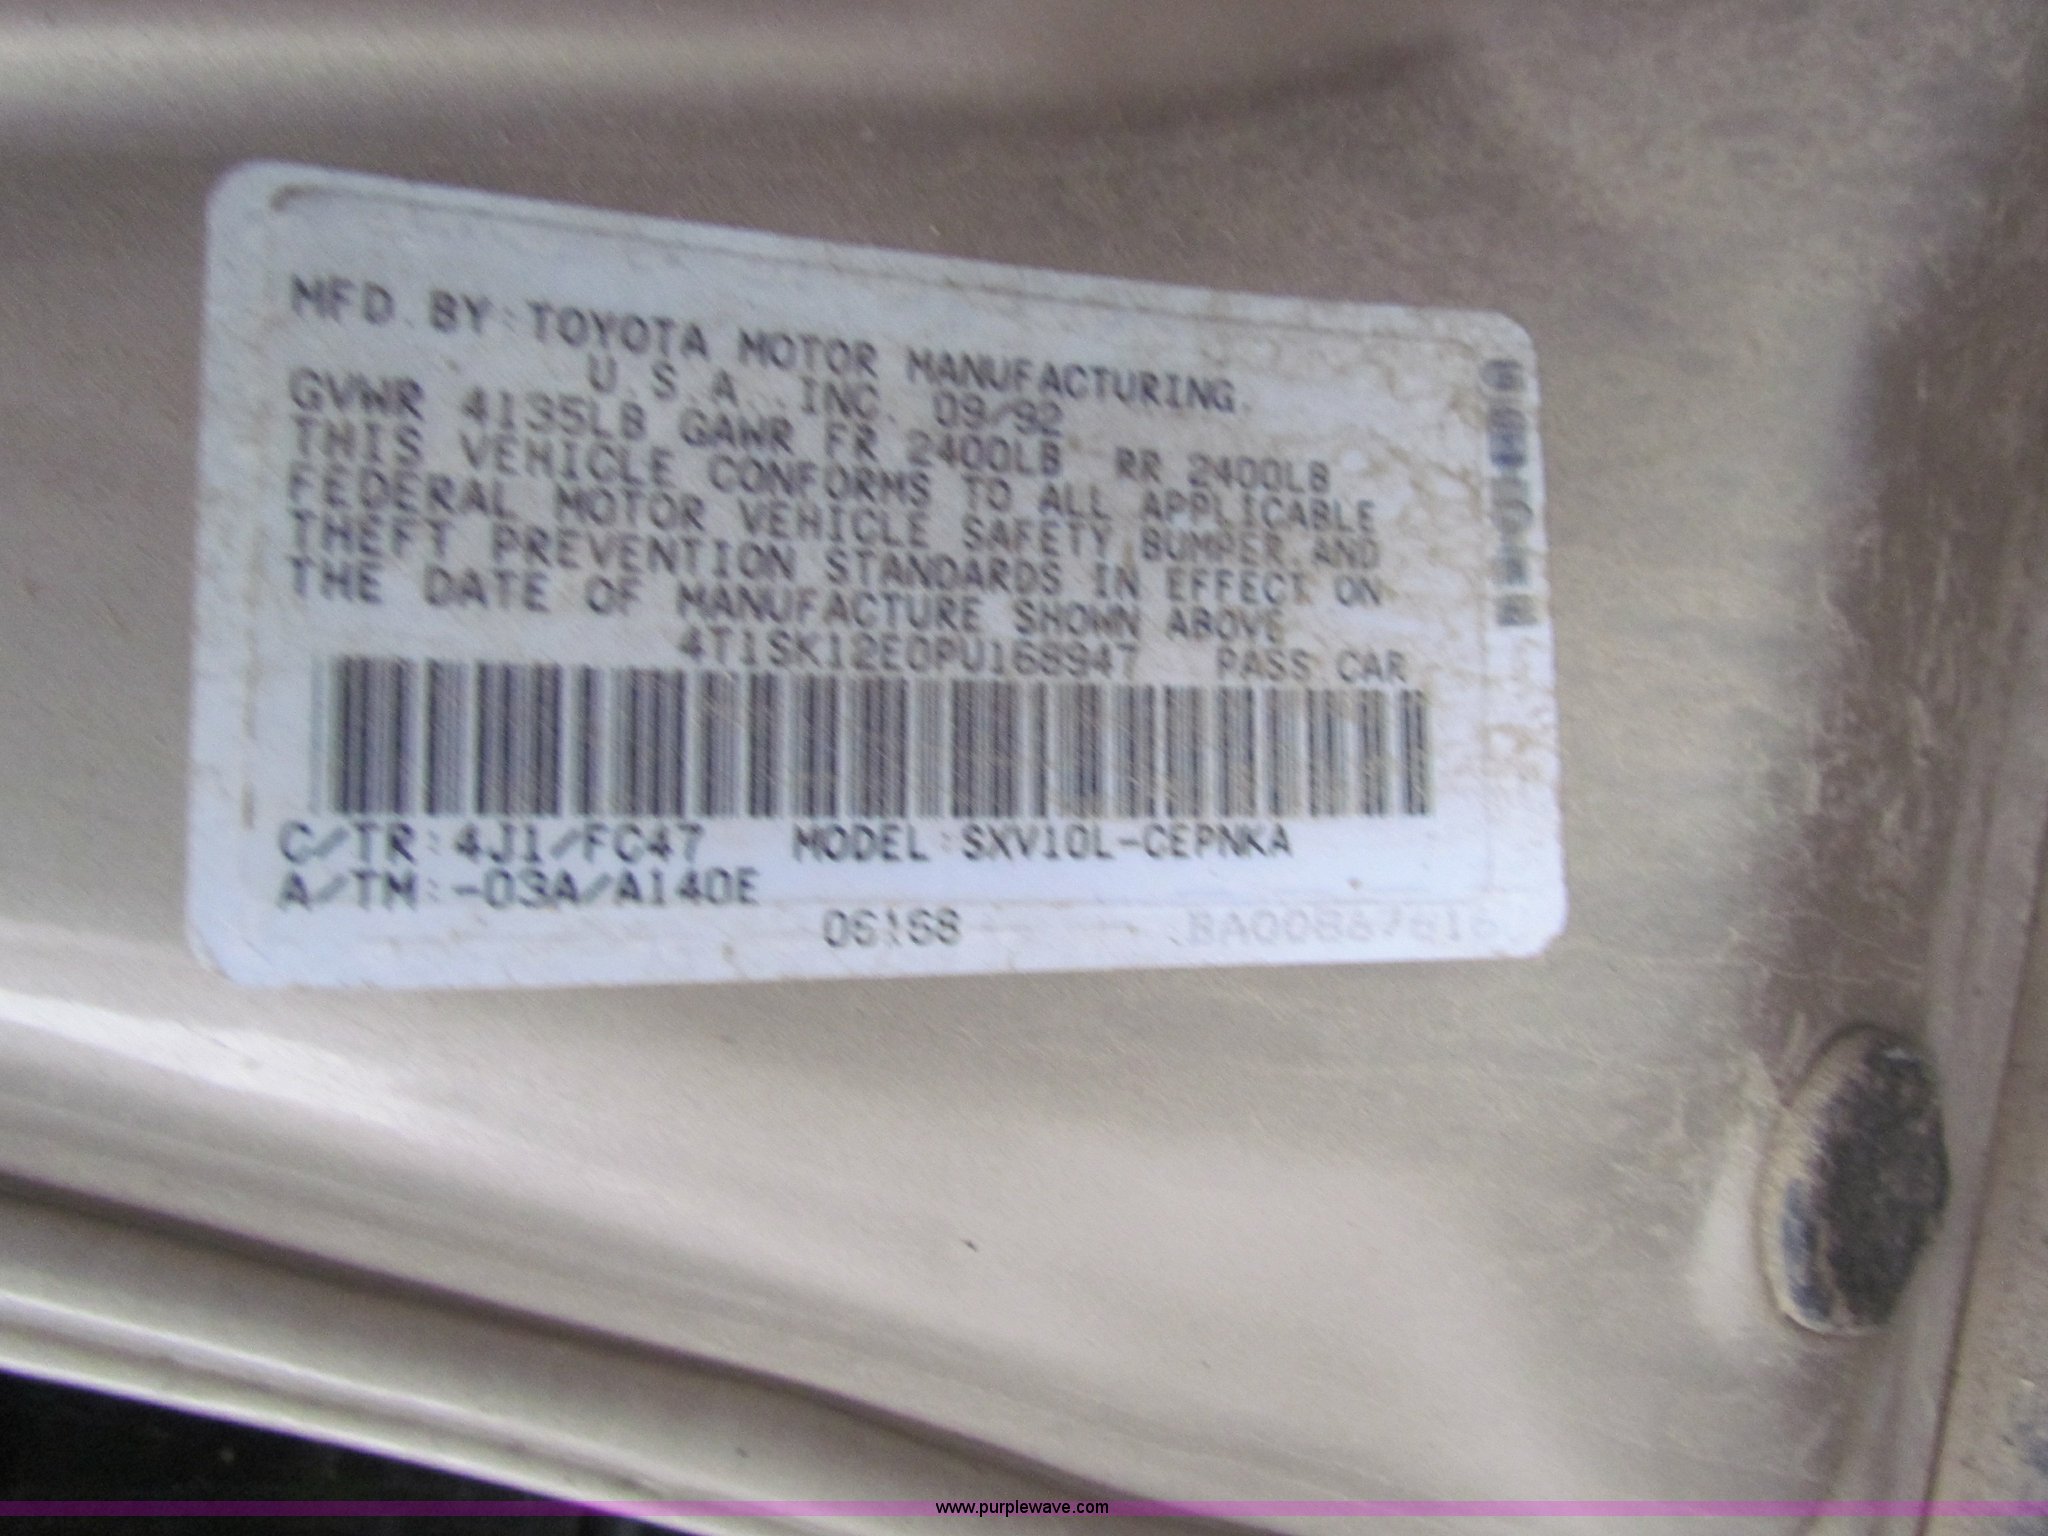 MFD. BY: TOYOTA MOTOR MANUFACTURING,
U.S.A., INC. 09/92
GVWR 4135LB GAWR FR 2400LB RR 2400LB
THIS VEHICLE CONFORMS TO ALL APPLICABLE
FEDERAL MOTOR VEHICLE SAFETY, BUMPER, AND
THEFT PREVENTION STANDARDS IN EFFECT ON
THE DATE OF MANUFACTURE SHOWN ABOVE.
4T1SK12E0PU168947 PASS CAR
C/TR:4J1/FC47 MODEL:SXV10L-CEPNKA
A/TM:-03A/A140E
06168
www.purplewave.com